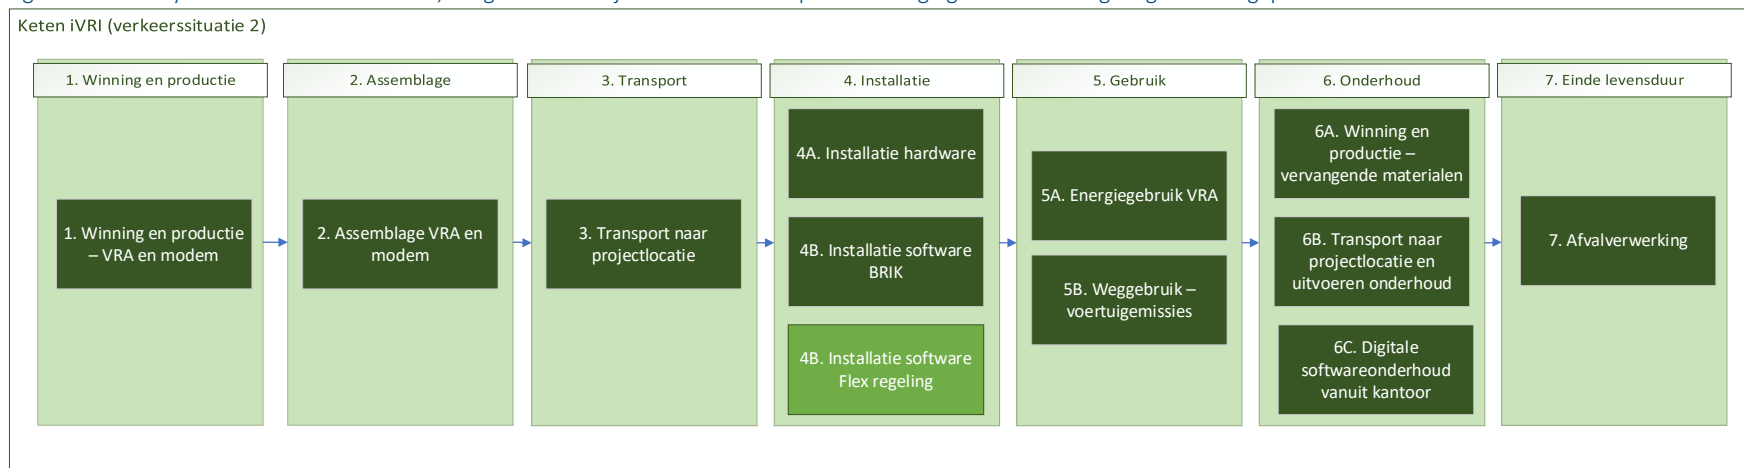 Keten iVRI (verkeerssituatie 2)
1. Winning en productie
1. Winning en productie
– VRA en modem
2. Assemblage
2. Assemblage VRA en
modem
3. Transport
3. Transport naar
projectlocatie
4. Installatie
4A. Installatie hardware
4B. Installatie software
BRIK
4B. Installatie software
Flex regeling
5. Gebruik
5A. Energiegebruik VRA
5B. Weggebruik –
voertuigemissies
6. Onderhoud
6A. Winning en
productie –
vervangende materialen
6B. Transport naar
projectlocatie en
uitvoeren onderhoud
6C. Digitale
softwareonderhoud
vanuit kantoor
7. Einde levensduur
7. Afvalverwerking